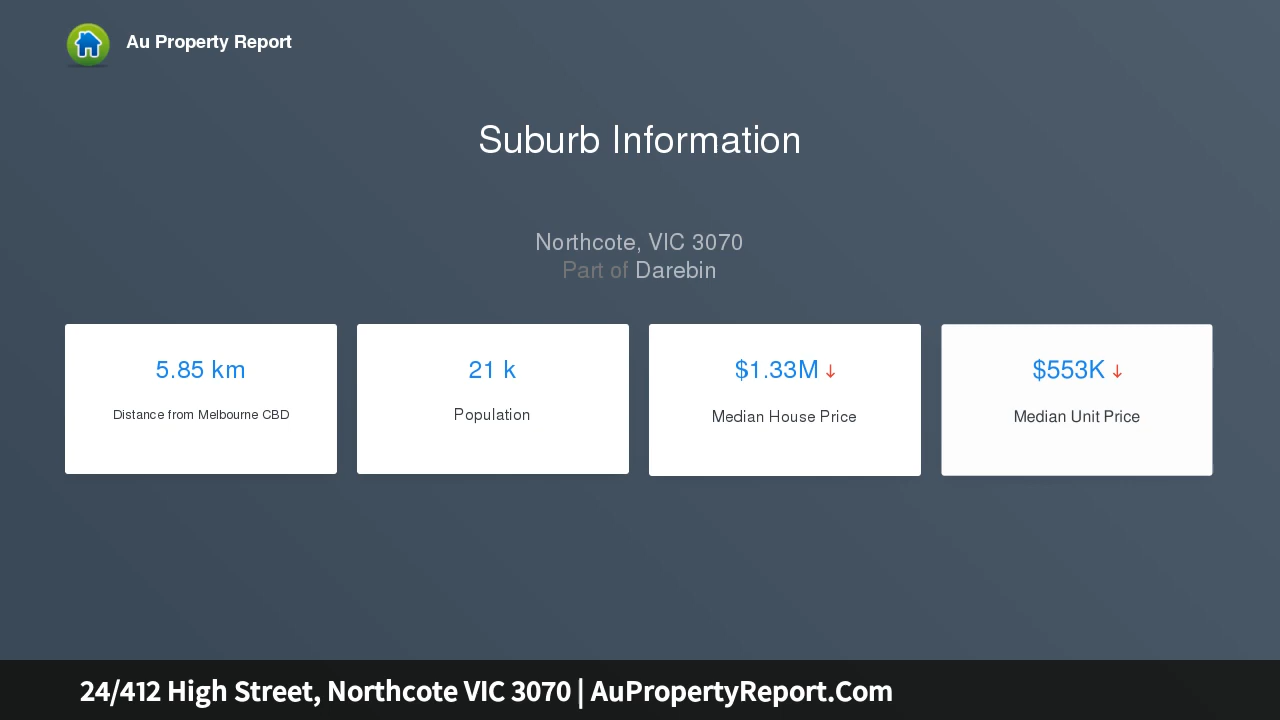 Au Property Report
Suburb Information
Northcote, VIC 3070
Part of Darebin
5.85 km
Distance from Melbourne CBD
21 k
Population
$1.33M ↓
Median House Price
$553K ↓
Median Unit Price
24/412 High Street, Northcote VIC 3070 | AuPropertyReport.Com